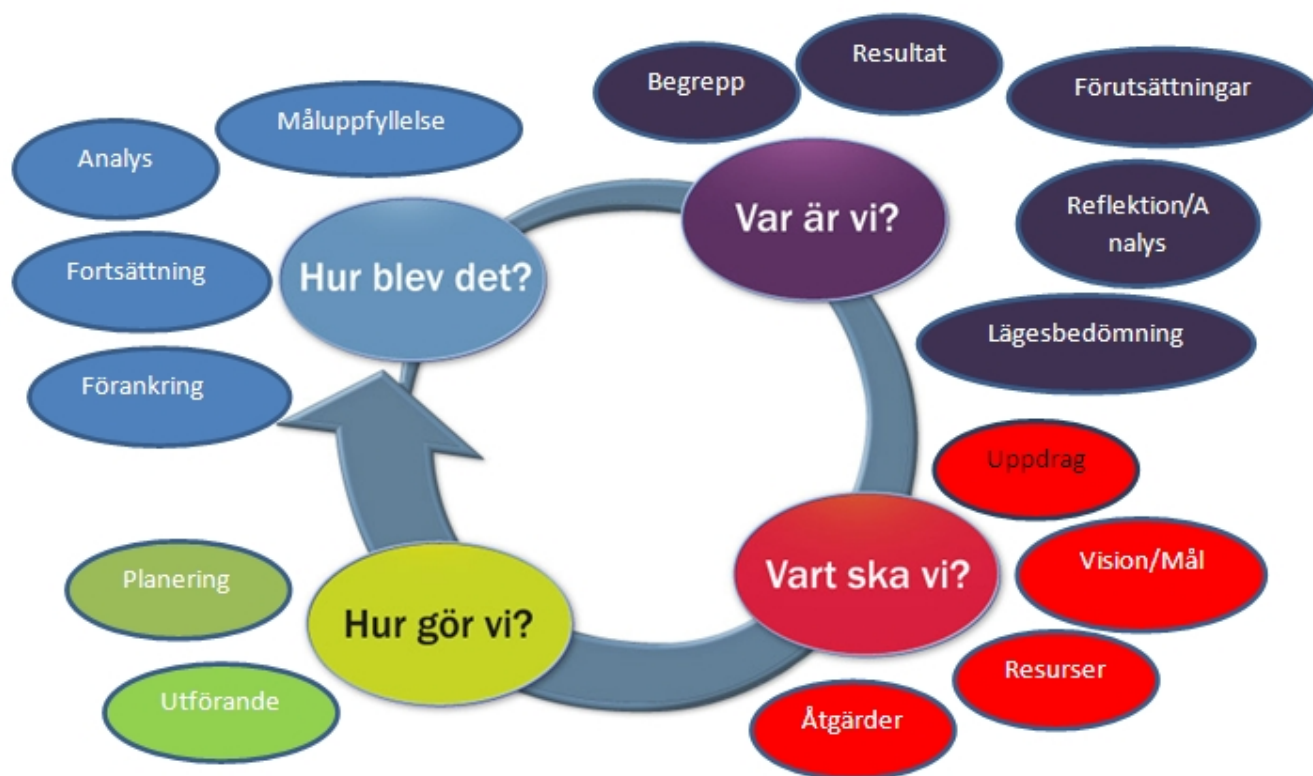 Begrepp
Resultat
Förutsättningar
Reflektion/A
nalys
Lägesbedömning
Var är vi?
Måluppfyllelse
Analys
Fortsättning
Förankring
Hur blev det?
Uppdrag
Vision/Mål
Resurser
Åtgärder
Vart ska vi?
Planering
Utförande
Hur gör vi?